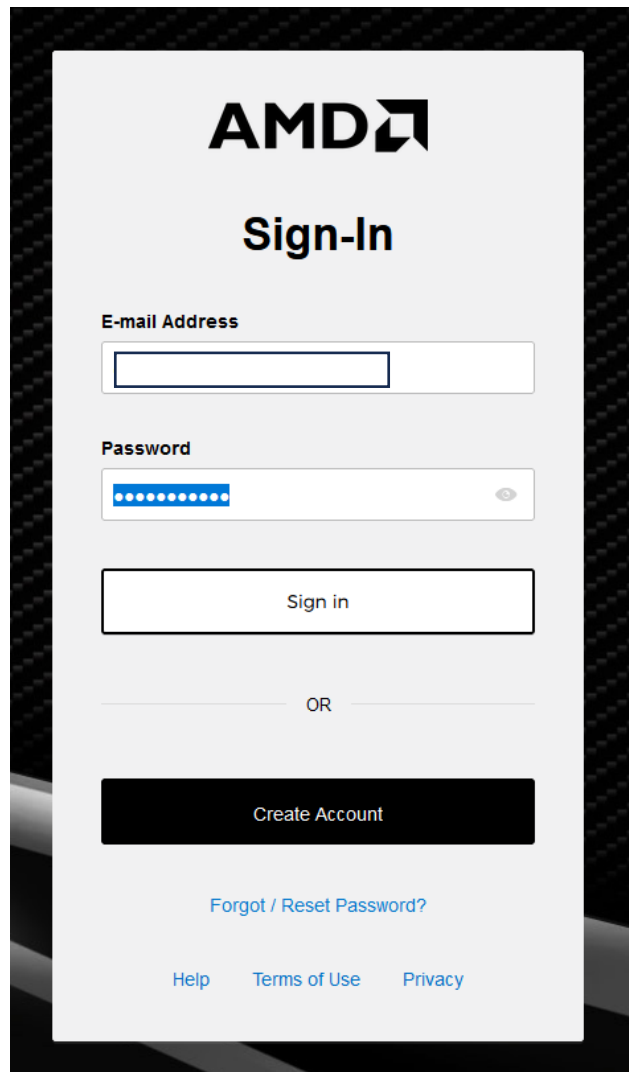 AMD
Sign-In
E-mail Address
Password
•••••••••••
Sign in
OR
Create Account
Forgot / Reset Password?
Help Terms of Use Privacy